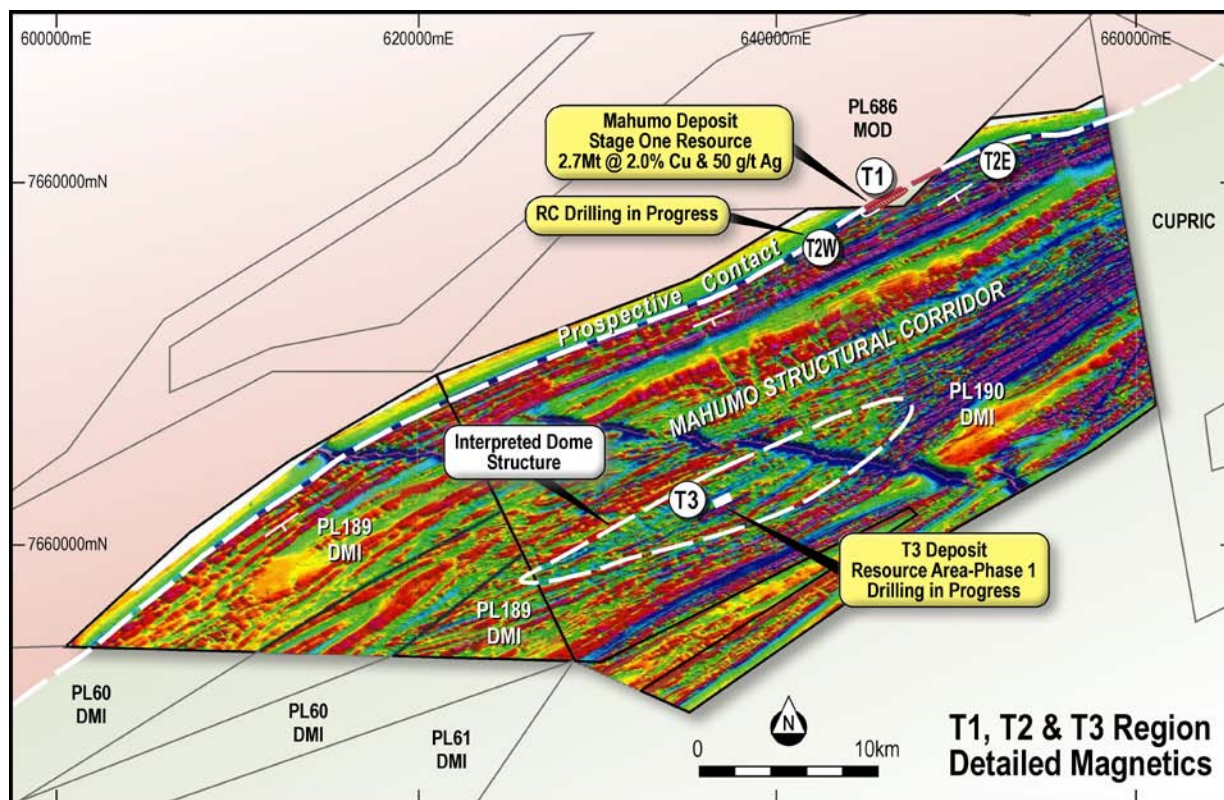 600000mE
620000mE
640000mE
660000mE
Mahumo Deposit
Stage One Resource
2.7Mt @ 2.0% Cu & 50 g/t Ag
PL686
MOD
T1
T2E
7660000mN
RC Drilling in Progress
T2W
CUPRIC
Prospective Contact
MAHUMO STRUCTURAL CORRIDOR
PL190
DMI
Interpreted Dome
Structure
T3
PL189
DMI
7660000mN
T3 Deposit
Resource Area-Phase 1
Drilling in Progress
PL189
DMI
PL60
DMI
PL60
DMI
PL61
DMI
N
0
10km
T1, T2 & T3 Region
Detailed Magnetics